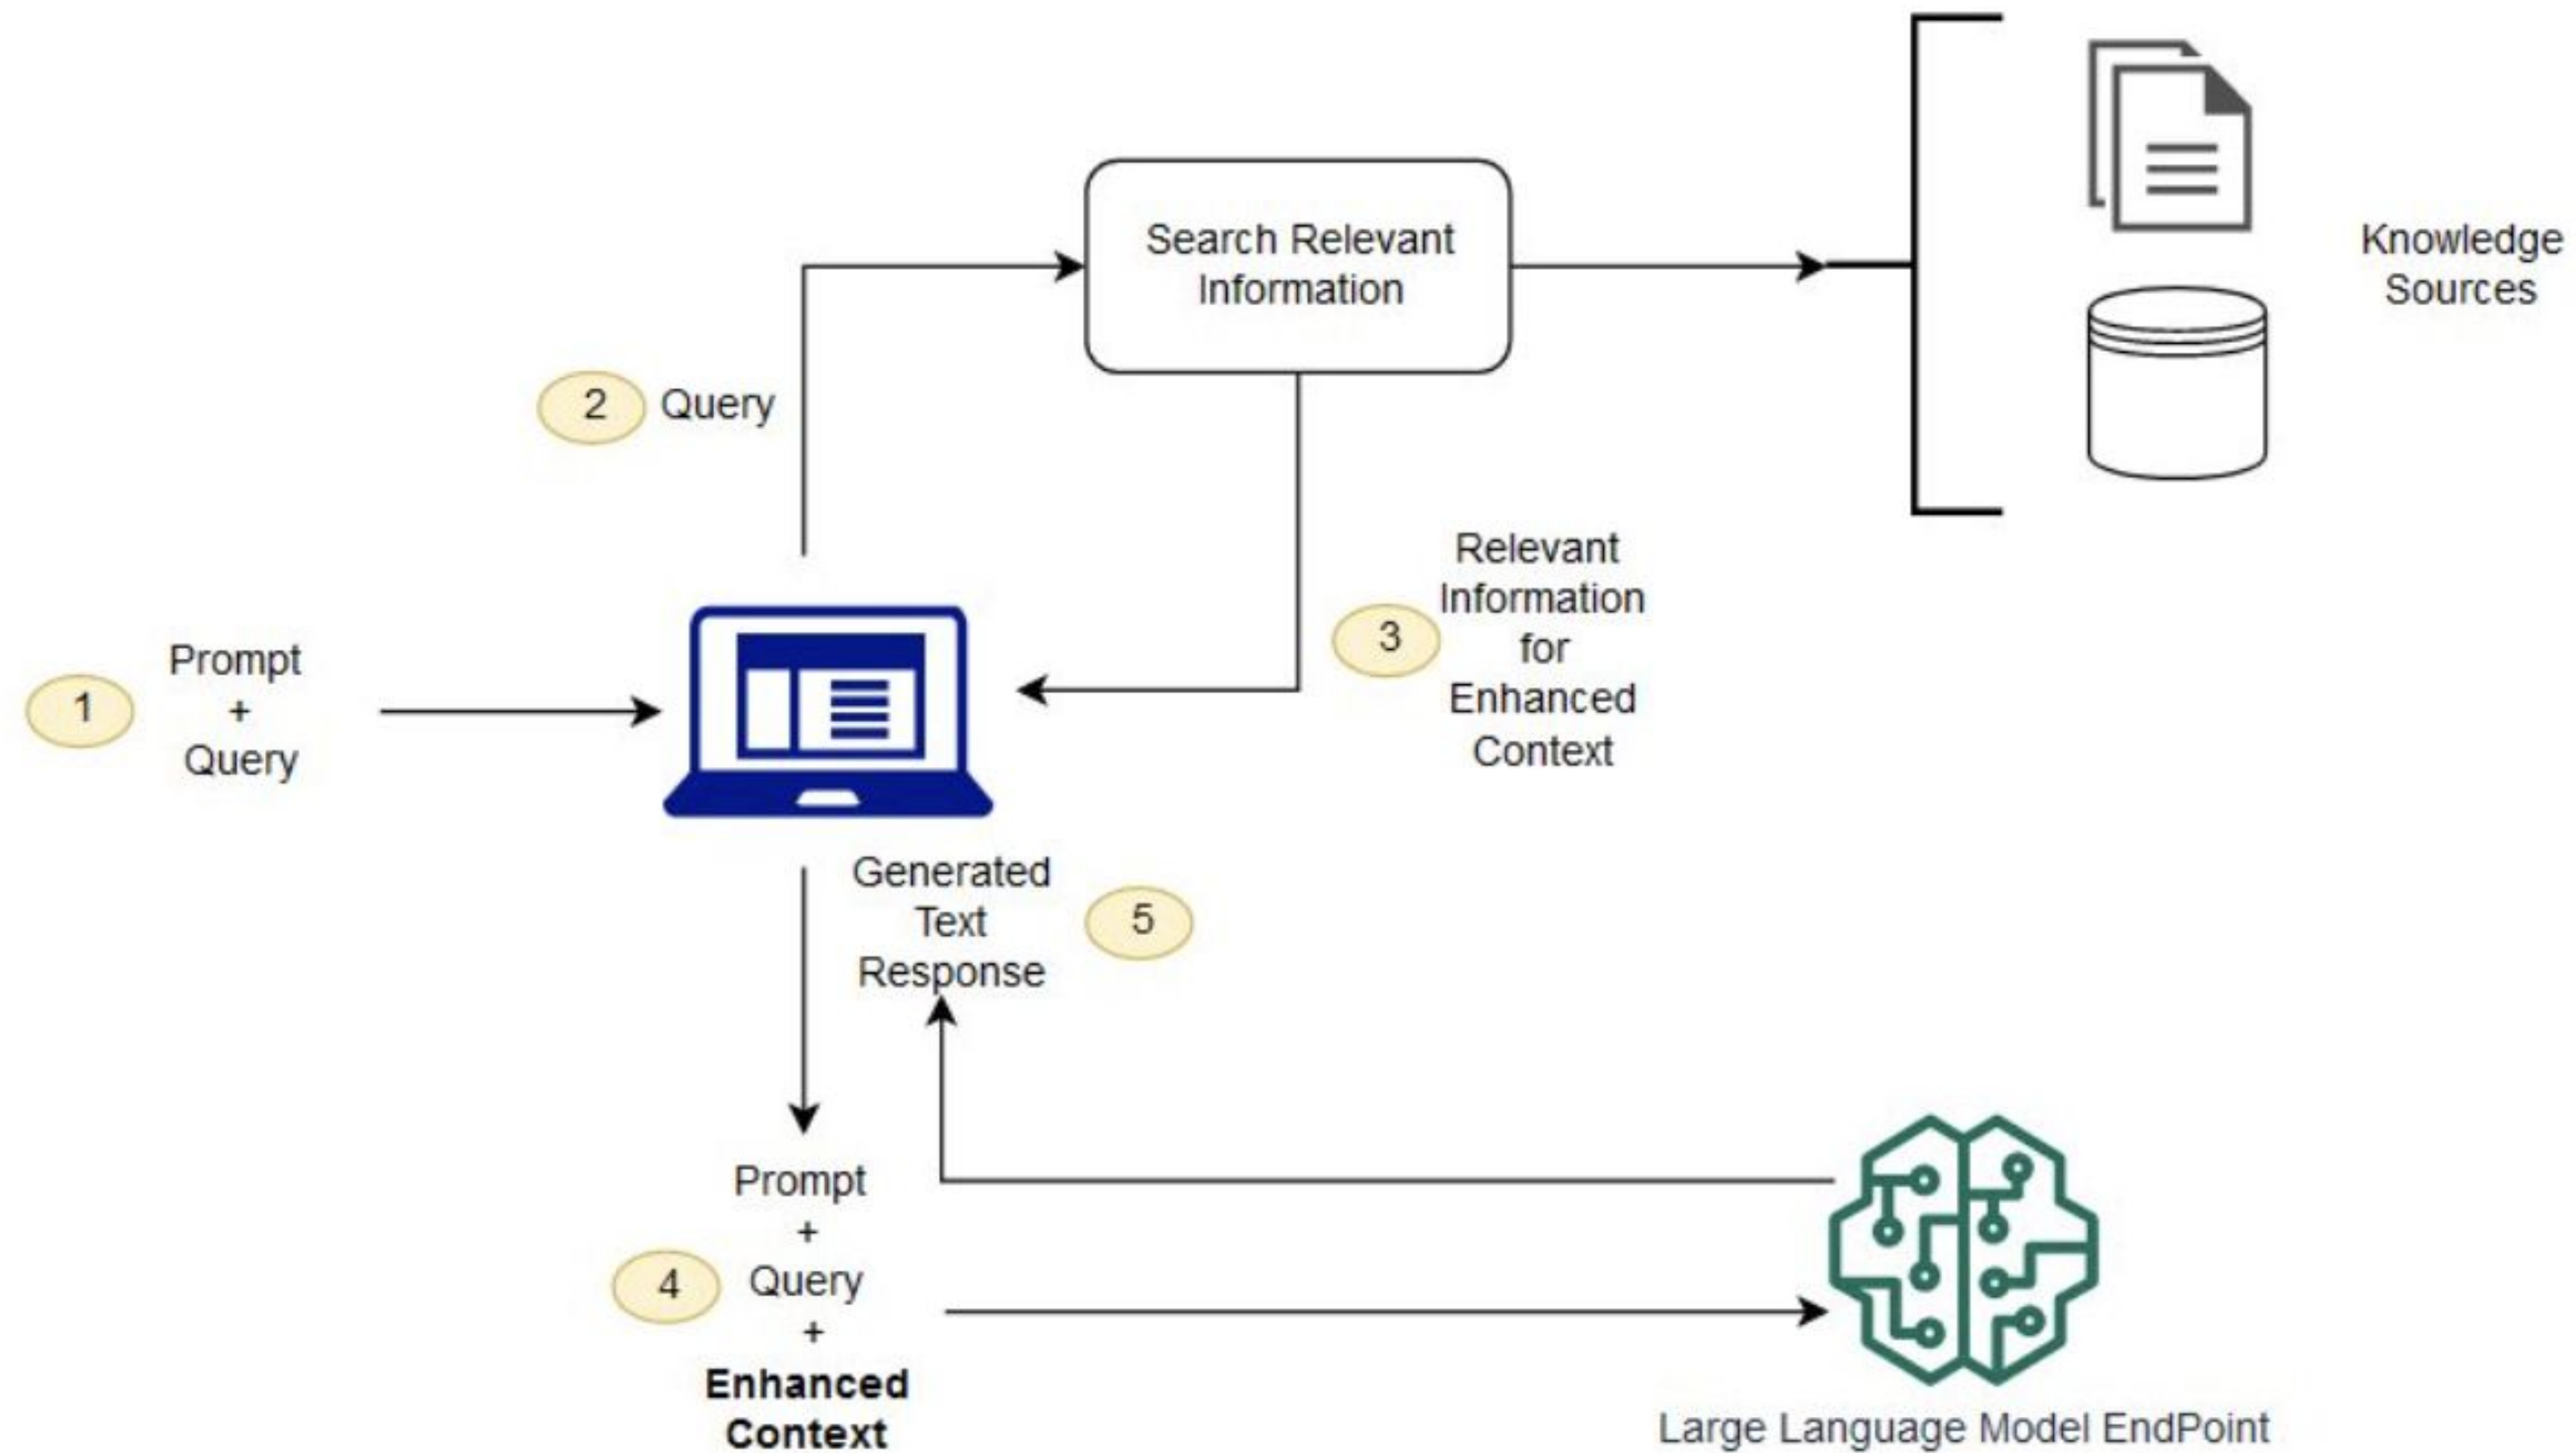 Search Relevant
Information
Knowledge
Sources
2 Query
Relevant
Information
for
Enhanced
Context
3
1
Prompt
+
Query
Generated
Text
Response
5
Prompt
+
Query
+
Enhanced
Context
4
Large Language Model EndPoint